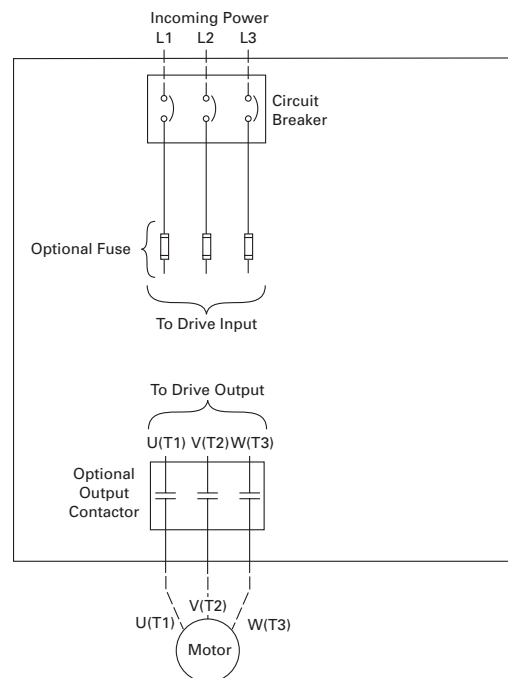 Incoming Power
L1 L2 L3
Circuit
Breaker
Optional Fuse
To Drive Input
To Drive Output
U(T1) V(T2) W(T3)
Optional
Output
Contactor
V(T2)
U(T1) W(T3)
Motor